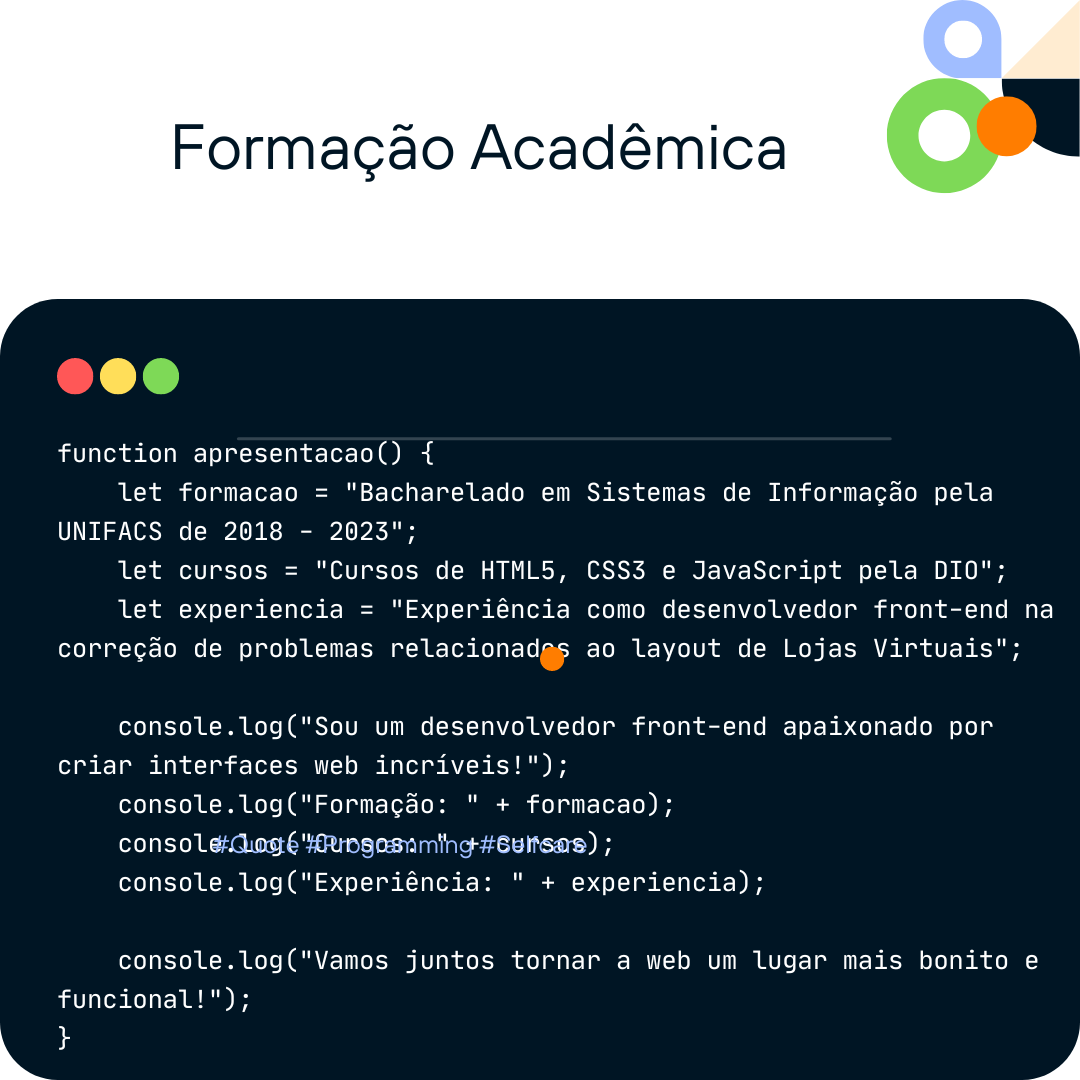 Formação Acadêmica
function apresentacao() {
    let formacao = "Bacharelado em Sistemas de Informação pela
UNIFACS de 2018 - 2023";
    let cursos = "Cursos de HTML5, CSS3 e JavaScript pela DIO";
    let experiencia = "Experiência como desenvolvedor front-end na
correção de problemas relacionados ao layout de Lojas Virtuais";
    console.log("Sou um desenvolvedor front-end apaixonado por
criar interfaces web incríveis!");
    console.log("Formação: " + formacao);
    console.log("Cursos: " + cursos);
#Quote #Programming #Selfcare
    console.log("Experiência: " + experiencia);
    console.log("Vamos juntos tornar a web um lugar mais bonito e
funcional!");
}